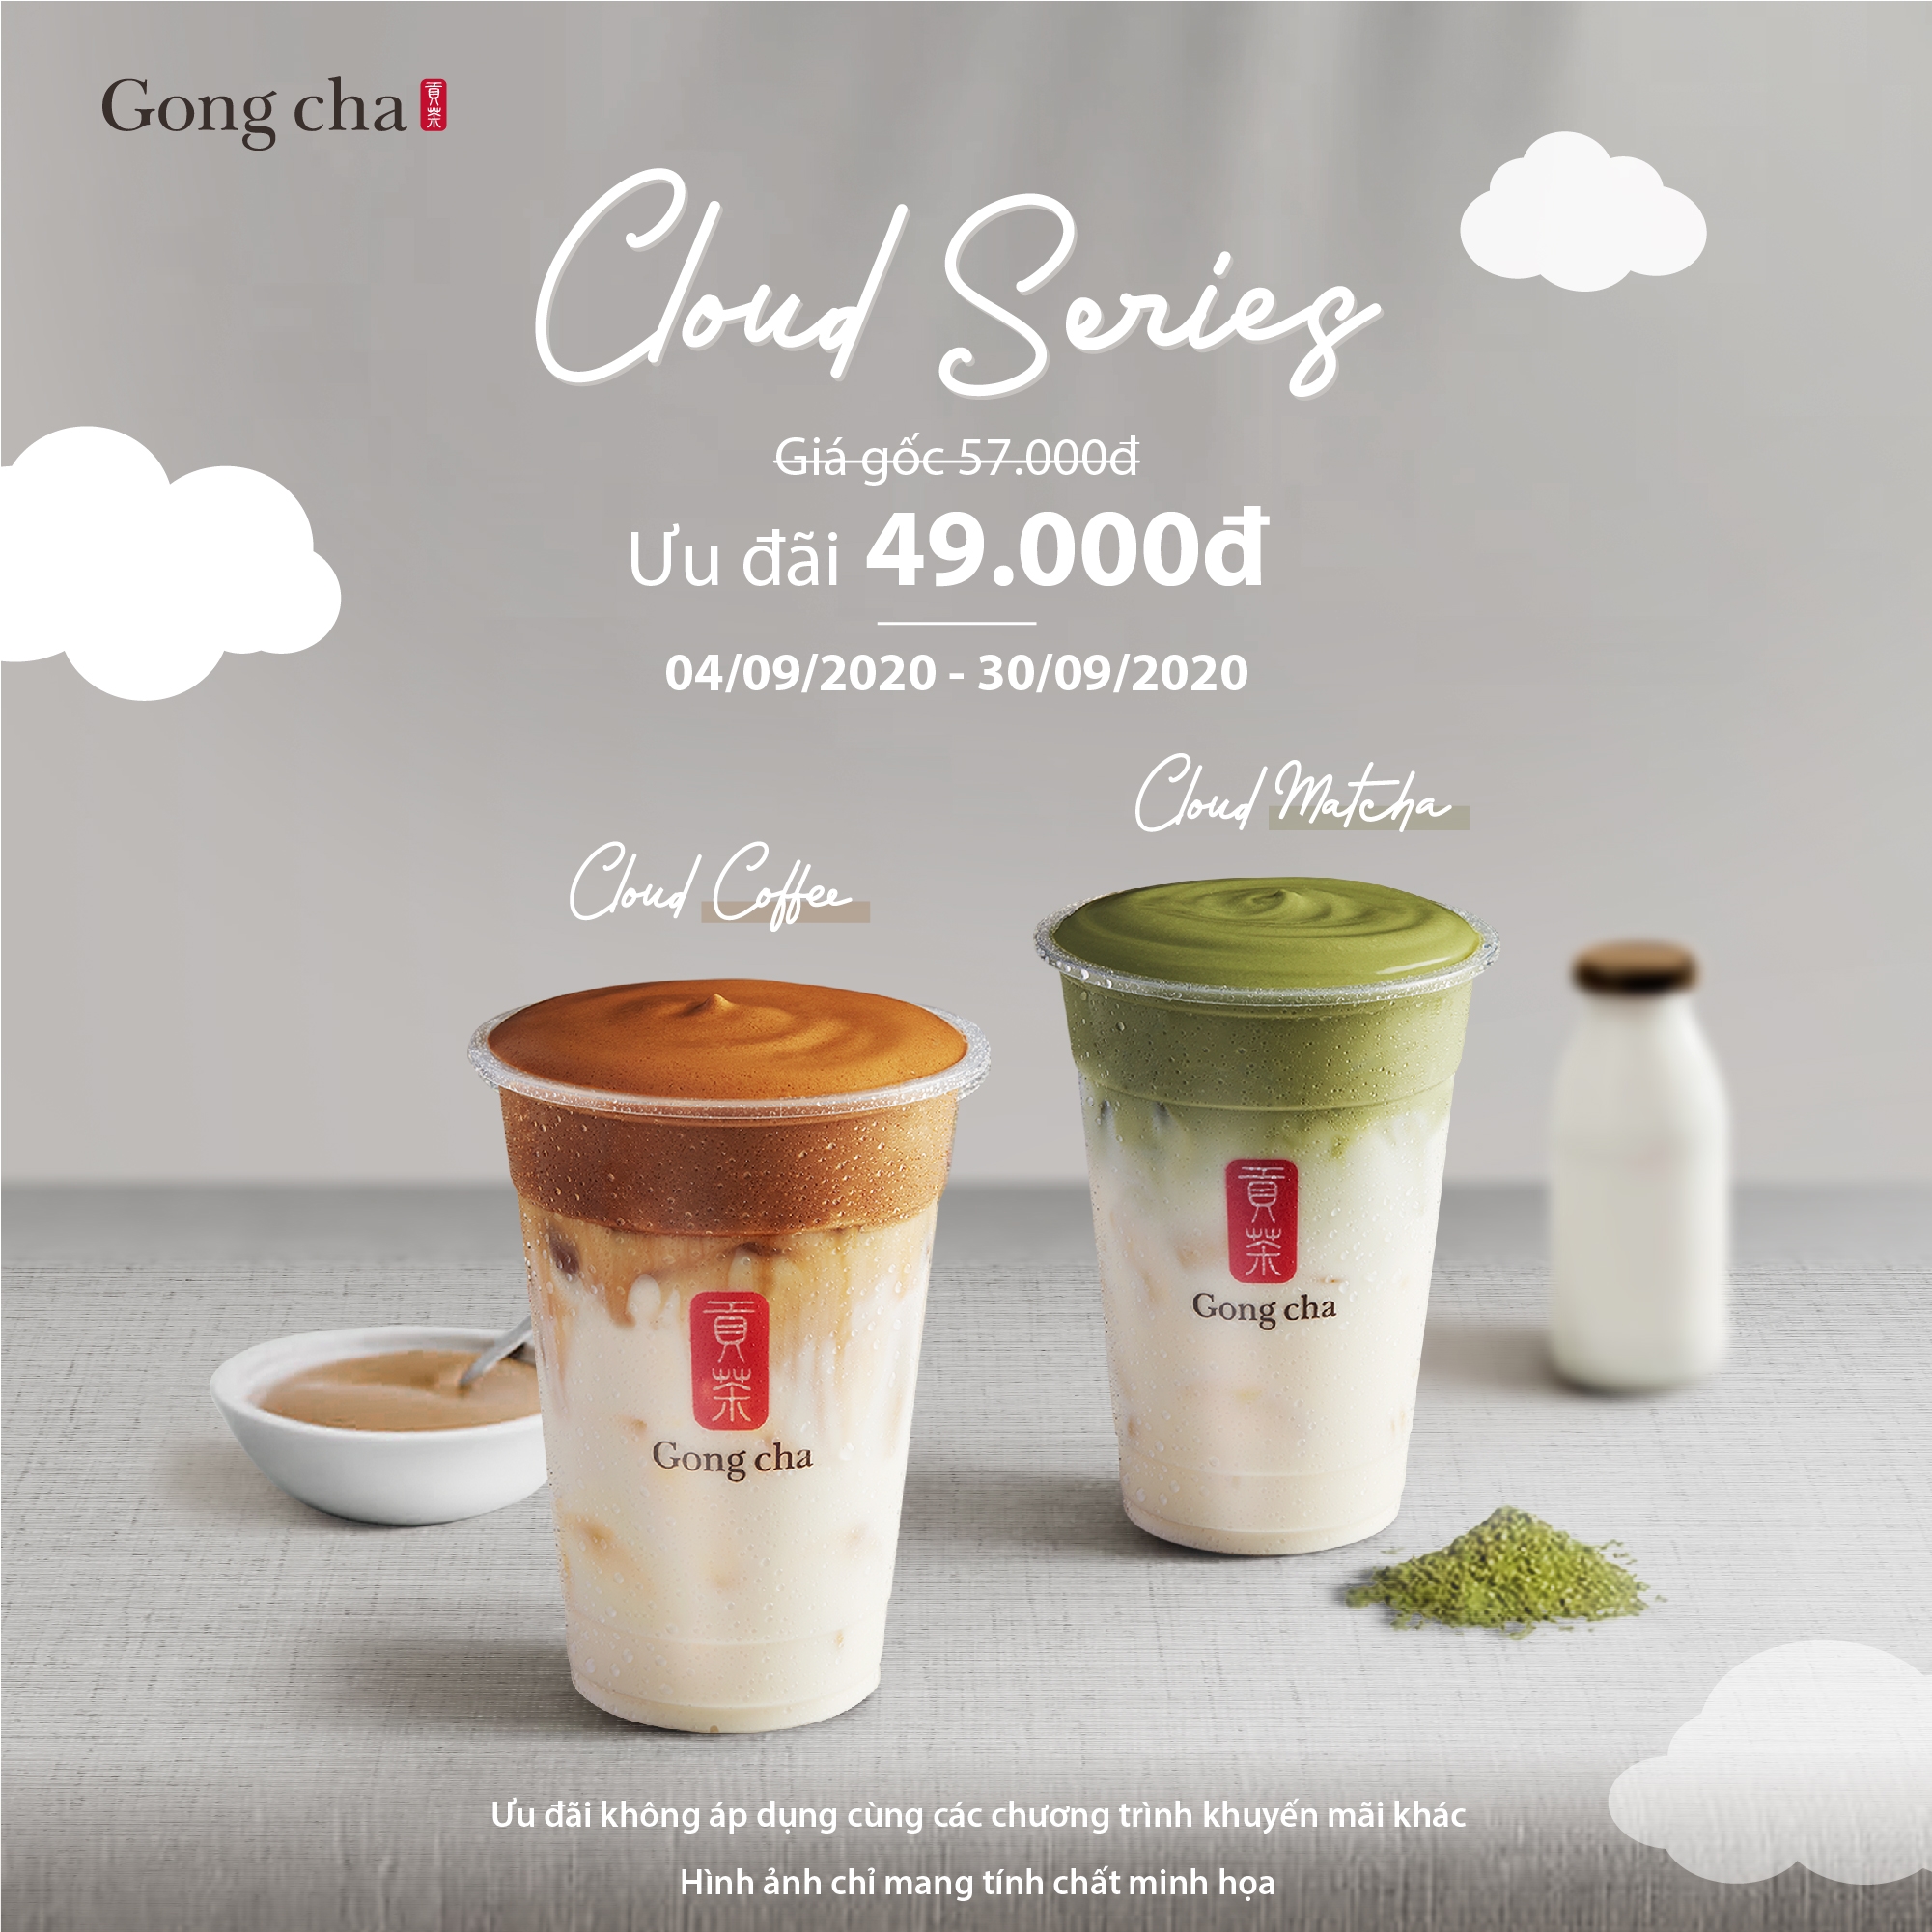 Gong cha 貢茶
Cloud Series
Giá gốc 57.000đ
Ưu đãi 49.000đ
04/09/2020 - 30/09/2020
Cloud Matcha
Cloud Coffee
貢茶
Gong cha
貢茶
Gong cha
Ưu đãi không áp dụng cùng các chương trình khuyến mãi khác
Hình ảnh chỉ mang tính chất minh họa